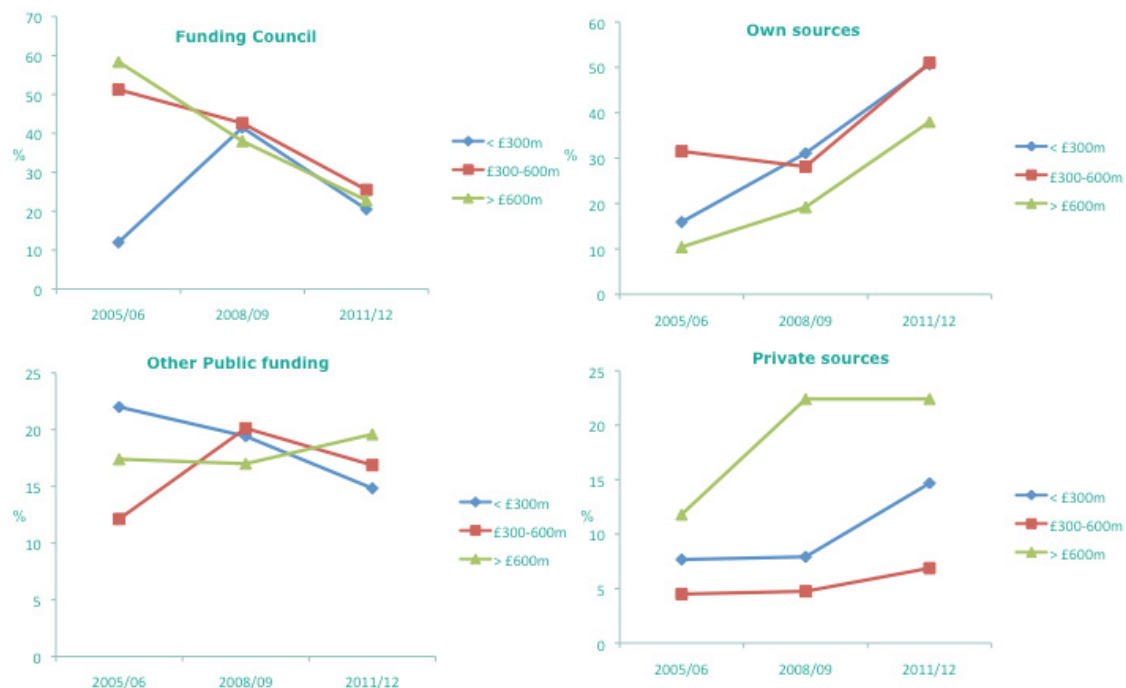 Funding Council
70
60
50
40
30
20
10
0
%
2005/06 2008/09 2011/12
< £300m
£300-600m
> £600m
Own sources
60
50
40
30
20
10
0
%
2005/06 2008/09 2011/12
< £300m
£300-600m
> £600m
Other Public funding
25
20
15
10
5
0
%
2005/06 2008/09 2011/12
< £300m
£300-600m
> £600m
Private sources
25
20
15
10
5
0
%
2005/06 2008/09 2011/12
< £300m
£300-600m
> £600m